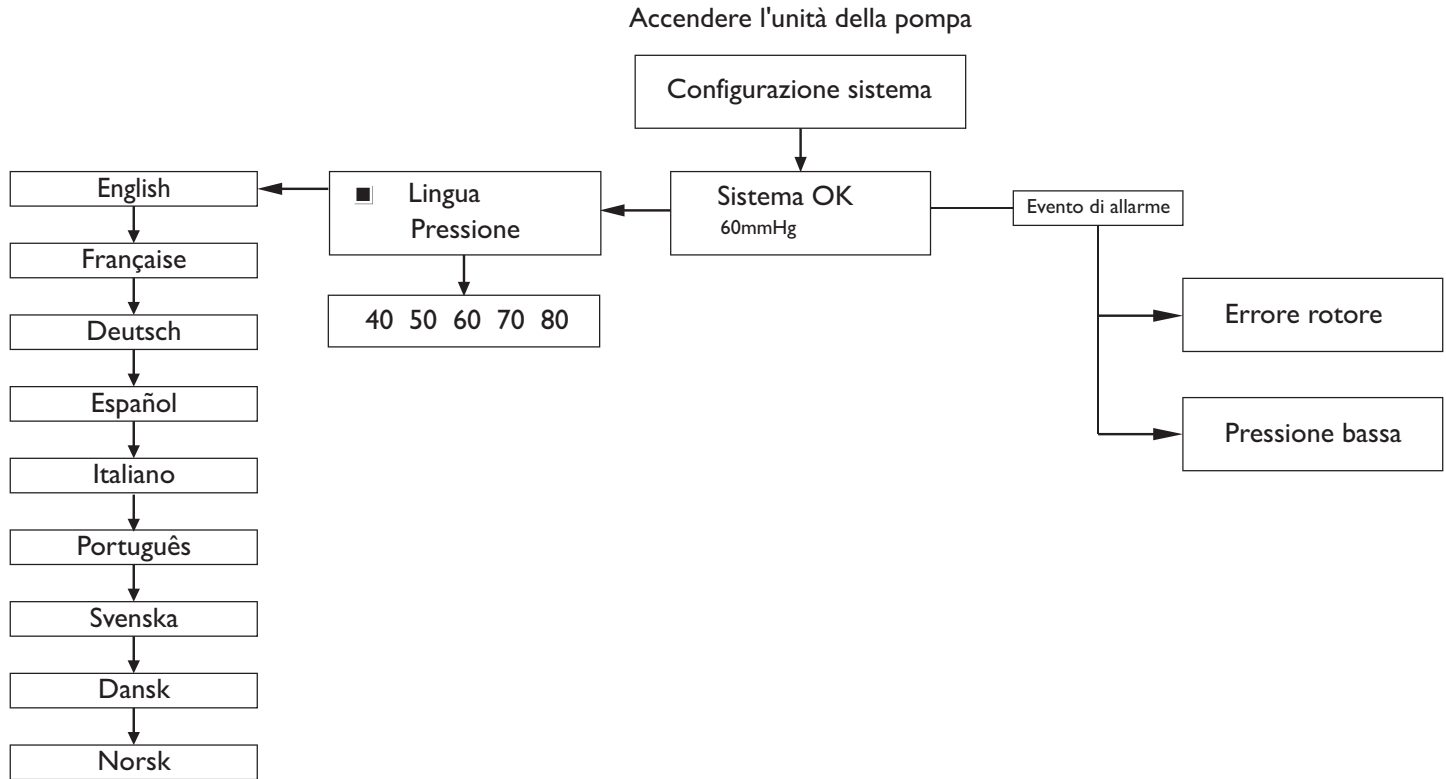 Accendere l'unità della pompa
Configurazione sistema
Sistema OK
60mmHg
Lingua
Pressione
40 50 60 70 80
English
Française
Deutsch
Español
Italiano
Português
Svenska
Dansk
Norsk
Evento di allarme
Errore rotore
Pressione bassa